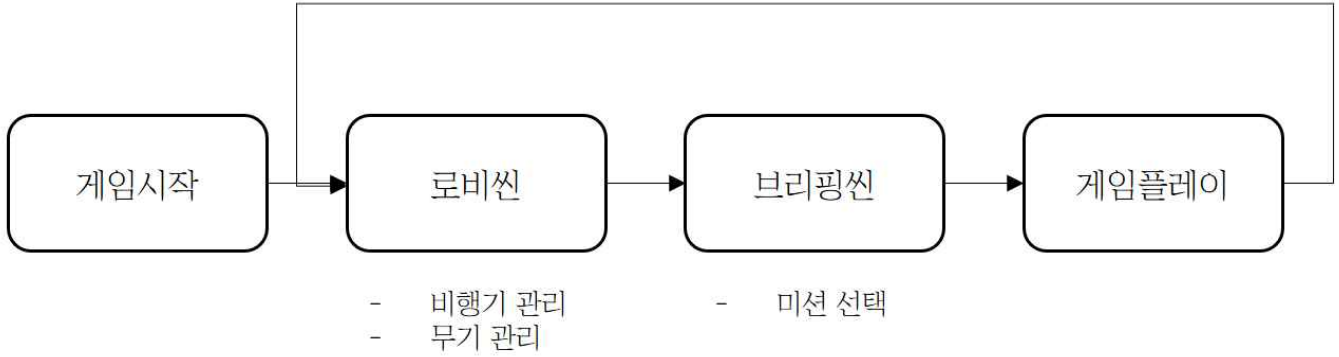 게임시작
로비씬
브리핑씬
게임플레이
- 비행기 관리
- 무기 관리
- 미션 선택